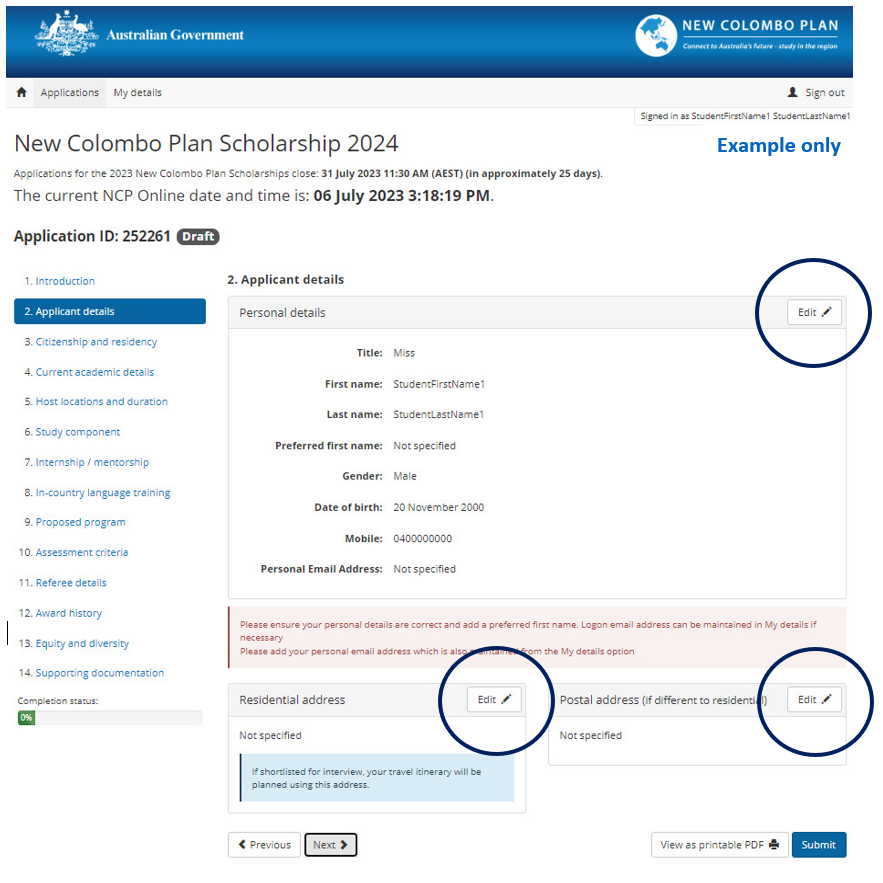 Australian Government
NEW COLOMBO PLAN
Connect to Australia's future - study in the region
Applications
My details
Sign out
Signed in as StudentFirstName1 StudentLastName1
New Colombo Plan Scholarship 2024
Example only
Applications for the 2023 New Colombo Plan Scholarships close: 31 July 2023 11:30 AM (AEST) (in approximately 25 days).
The current NCP Online date and time is: 06 July 2023 3:18:19 PM.
Application ID: 252261 Draft
1. Introduction
2. Applicant details
3. Citizenship and residency
4. Current academic details
5. Host locations and duration
6. Study component
7. Internship / mentorship
8. In-country language training
9. Proposed program
10. Assessment criteria
11. Referee details
12. Award history
13. Equity and diversity
14. Supporting documentation
Completion status:
0%
2. Applicant details
Personal details
Edit
Title: Miss
First name: StudentFirstName1
Last name: StudentLastName1
Preferred first name: Not specified
Gender: Male
Date of birth: 20 November 2000
Mobile: 0400000000
Personal Email Address: Not specified
Please ensure your personal details are correct and add a preferred first name. Logon email address can be maintained in My details if
necessary
Please add your personal email address which is also maintained from the My details option
Residential address
Edit
Not specified
If shortlisted for interview, your travel itinerary will be
planned using this address.
Postal address (if different to residential)
Edit
Not specified
Previous
Next
View as printable PDF
Submit